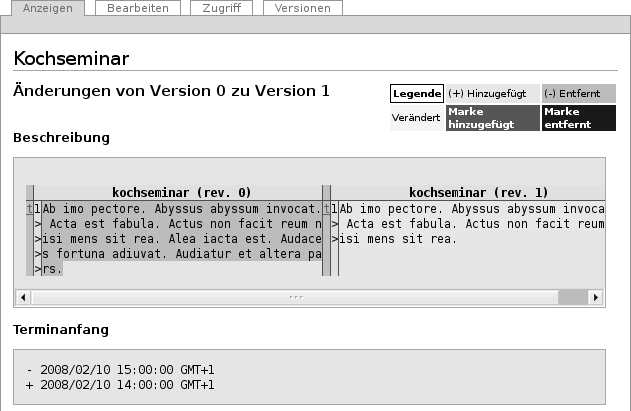 Anzeigen Bearbeiten Zugriff Versionen
Kochseminar
Änderungen von Version 0 zu Version 1
Legende (+) Hinzugefügt (-) Entfernt
Verändert Marke hinzugefügt Marke entfernt
Beschreibung
kochseminar (rev. 0) kochseminar (rev. 1)
t 1 Ab imo pectore. Abyssus abyssum invocat. t 1 Ab imo pectore. Abyssus abyssum invoca
> Acta est fabula. Actus non facit reum n > Acta est fabula. Actus non facit reum
>isi mens sit rea. Alea iacta est. Audace >isi mens sit rea.
>s fortuna adiuvat. Audiatur et altera pa
>rs.
Terminanfang
- 2008/02/10 15:00:00 GMT+1
+ 2008/02/10 14:00:00 GMT+1